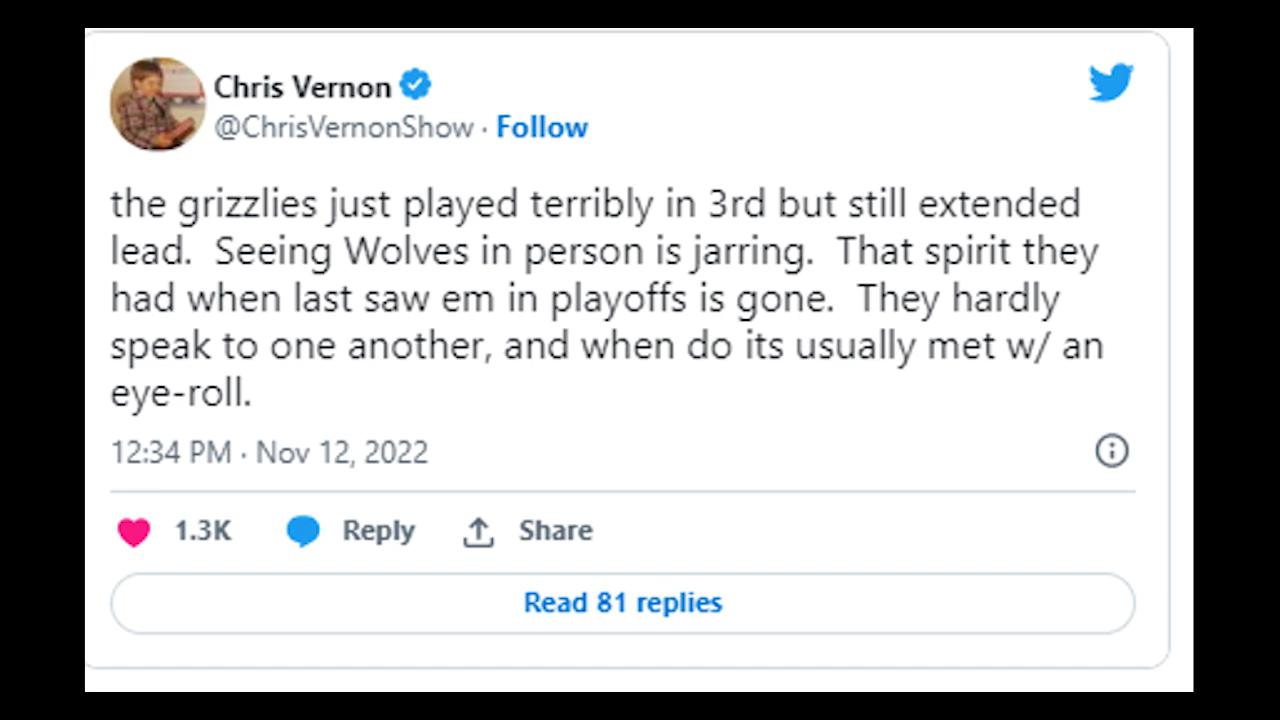 Chris Vernon
@ChrisVernonShow · Follow
the grizzlies just played terribly in 3rd but still extended
lead.  Seeing Wolves in person is jarring.  That spirit they
had when last saw em in playoffs is gone.  They hardly
speak to one another, and when do its usually met w/ an
eye-roll.
12:34 PM · Nov 12, 2022
1.3K Reply Share
Read 81 replies